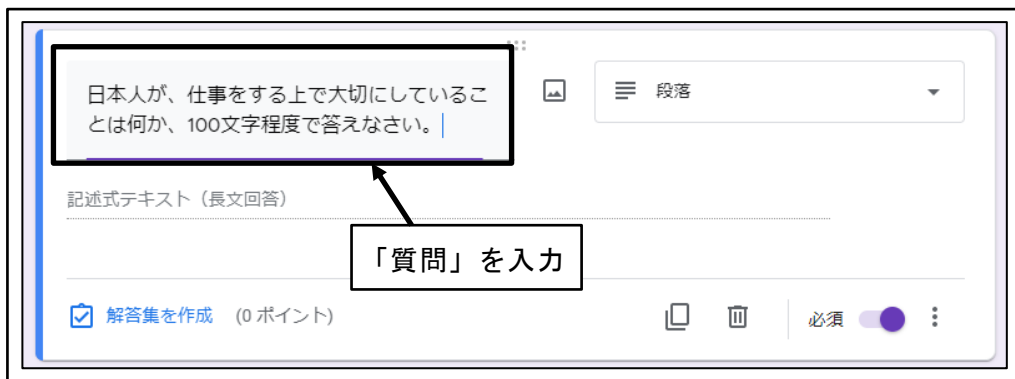 日本人が、仕事をする上で大切にしているこ
とは何か、100文字程度で答えなさい。
段落
記述式テキスト（長文回答）
「質問」を入力
解答集を作成 (0 ポイント)
必須